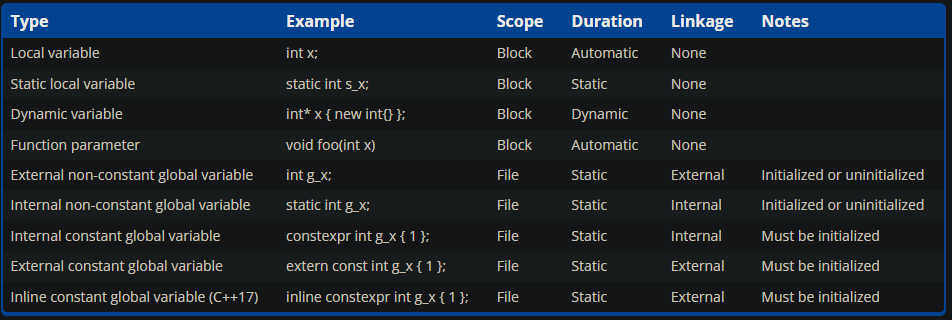 Type Example Scope Duration Linkage Notes
Local variable int x; Block Automatic None
Static local variable static int s_x; Block Static None
Dynamic variable int* x { new int{} }; Block Dynamic None
Function parameter void foo(int x) Block Automatic None
External non-constant global variable int g_x; File Static External Initialized or uninitialized
Internal non-constant global variable static int g_x; File Static Internal Initialized or uninitialized
Internal constant global variable constexpr int g_x { 1 }; File Static Internal Must be initialized
External constant global variable extern const int g_x { 1 }; File Static External Must be initialized
Inline constant global variable (C++17) inline constexpr int g_x { 1 }; File Static External Must be initialized